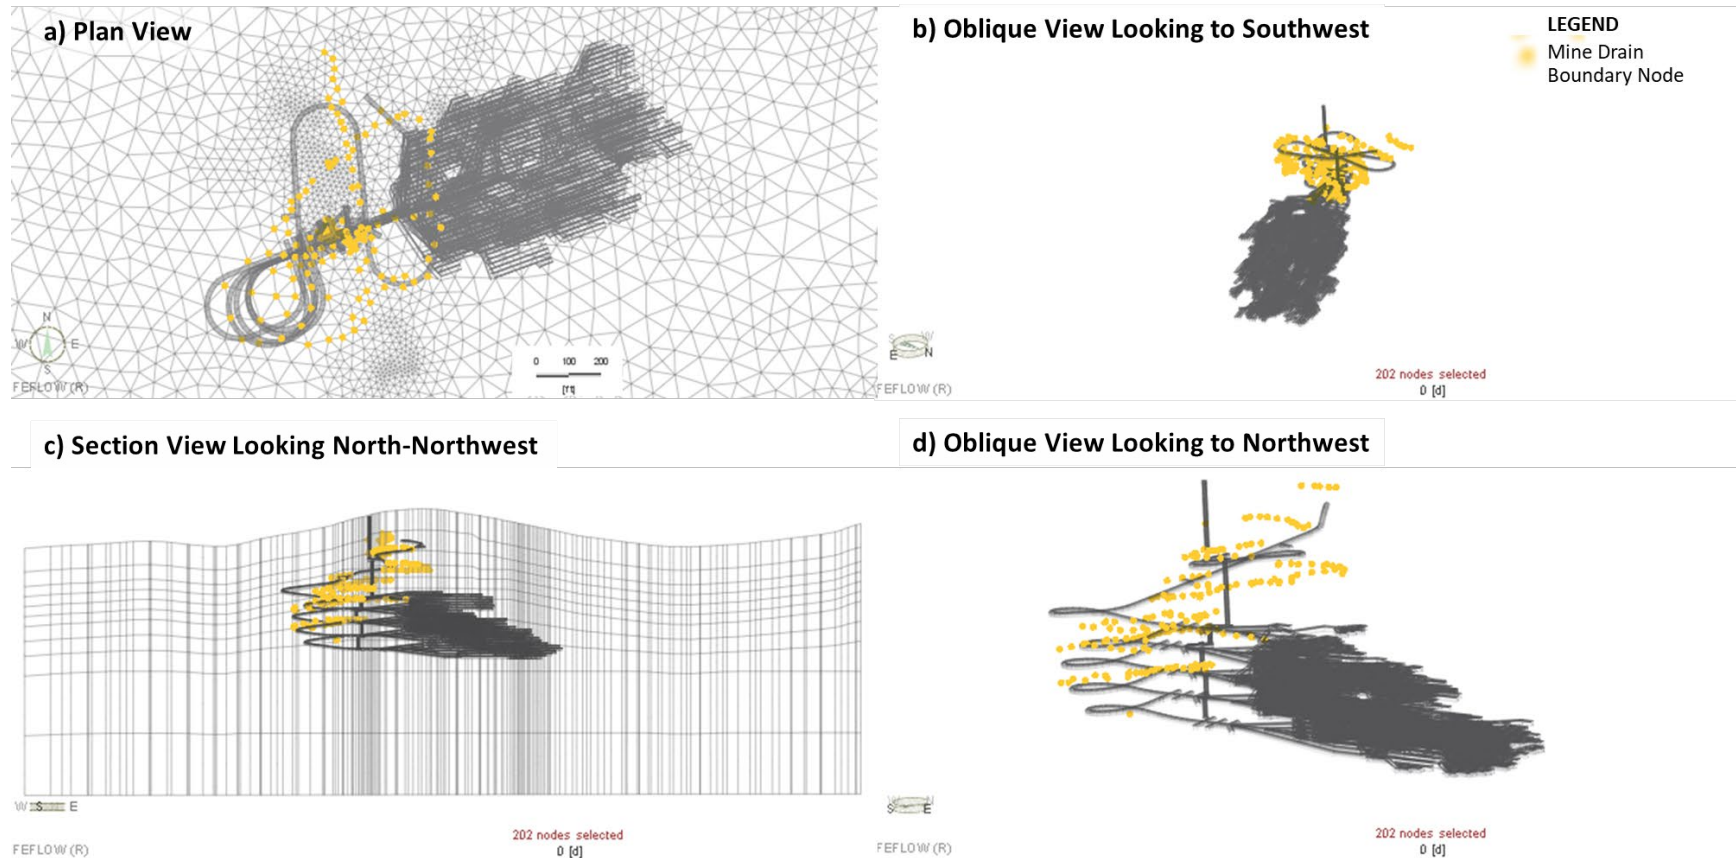 a) Plan View
b) Oblique View Looking to Southwest
LEGEND
Mine Drain
Boundary Node
N
W E
S
0 100 200
[ft]
FEFLOW (R)
S W
E N
202 nodes selected
0 [d]
FEFLOW (R)
c) Section View Looking North-Northwest
d) Oblique View Looking to Northwest
W S E
202 nodes selected
0 [d]
FEFLOW (R)
W N
S E
202 nodes selected
0 [d]
FEFLOW (R)